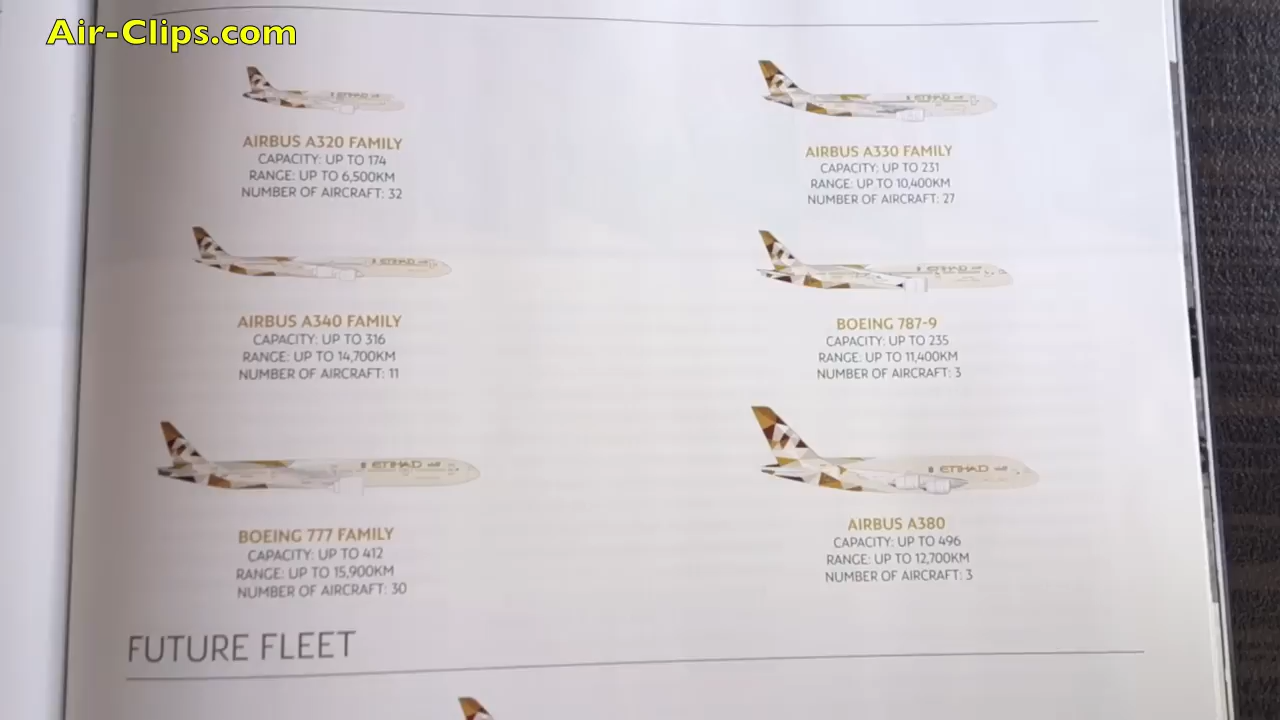 Air-Clips.com
AIRBUS A320 FAMILY
CAPACITY: UP TO 174
RANGE: UP TO 6,500KM
NUMBER OF AIRCRAFT: 32
AIRBUS A330 FAMILY
CAPACITY: UP TO 231
RANGE: UP TO 10,400KM
NUMBER OF AIRCRAFT: 27
AIRBUS A340 FAMILY
CAPACITY: UP TO 316
RANGE: UP TO 14,700KM
NUMBER OF AIRCRAFT: 11
BOEING 787-9
CAPACITY: UP TO 235
RANGE: UP TO 11,400KM
NUMBER OF AIRCRAFT: 3
ETIHAD
BOEING 777 FAMILY
CAPACITY: UP TO 412
RANGE: UP TO 15,900KM
NUMBER OF AIRCRAFT: 30
ETIHAD
AIRBUS A380
CAPACITY: UP TO 496
RANGE: UP TO 12,700KM
NUMBER OF AIRCRAFT: 3
FUTURE FLEET